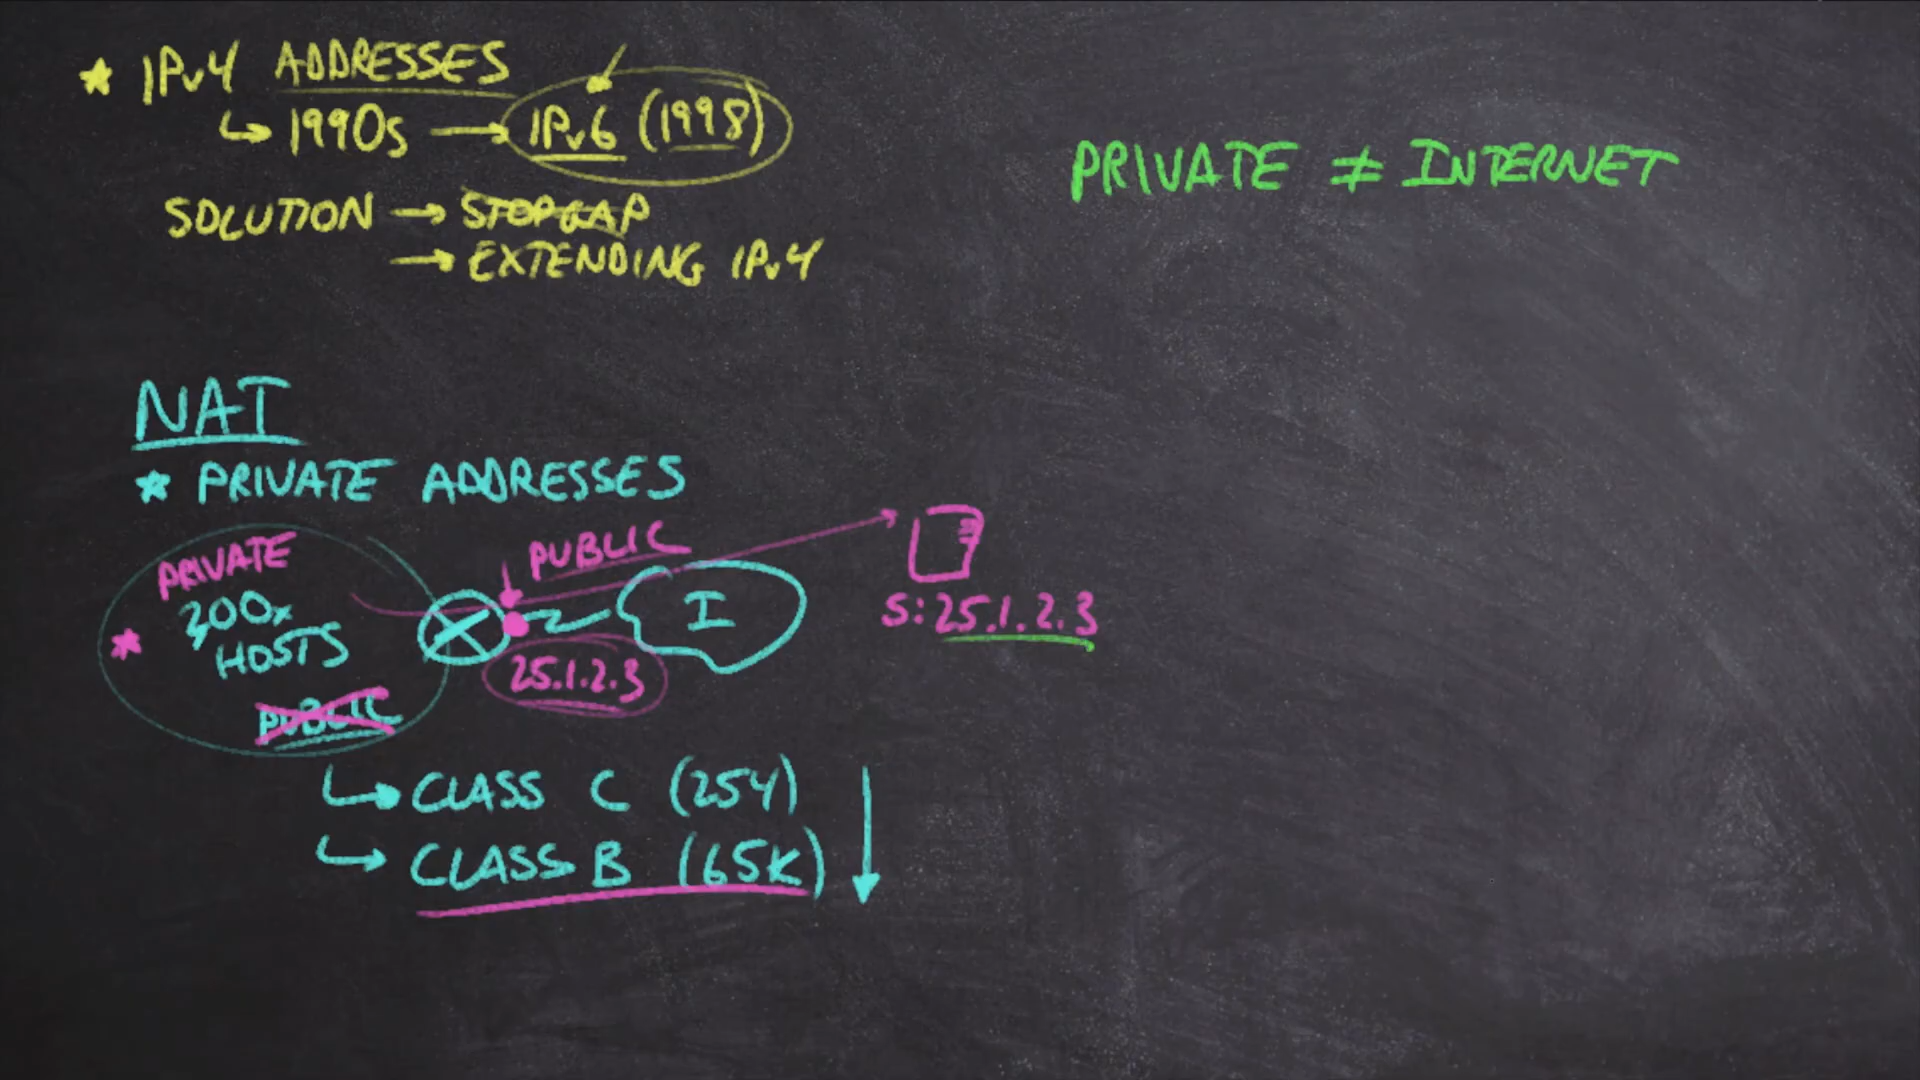 ★ IPv4 ADDRESSES
↳ 1990s → IPv6 (1998)
SOLUTION → STOPGAP
→ EXTENDING IPv4
PRIVATE ≠ INTERNET
NAT
★ PRIVATE ADDRESSES
PRIVATE
300x
HOSTS
PUBLIC
PUBLIC
25.1.2.3
I
S: 25.1.2.3
↳ CLASS C (254)
↳ CLASS B (65K)